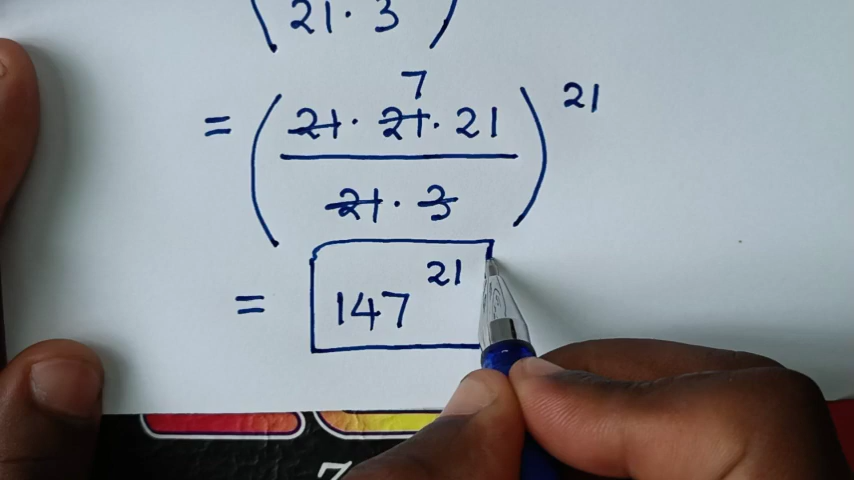 (21 · 3)
7
= (21 · 21 · 21 / 21 · 3)^21
= 147^21